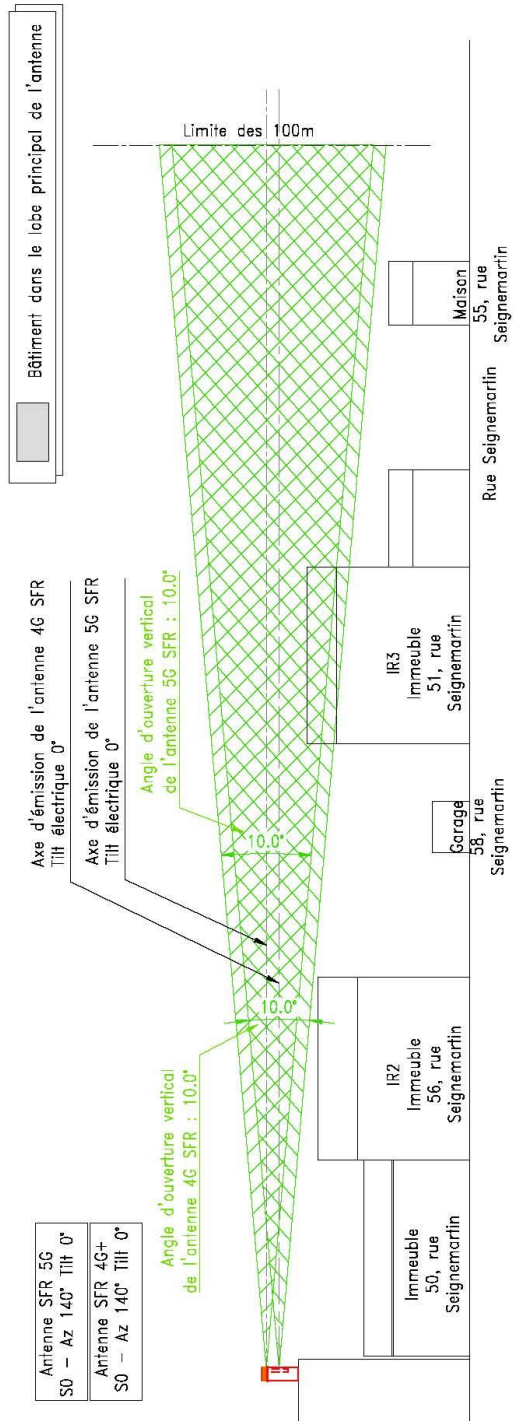 Bâtiment dans le lobe principal de l'antenne
Limite des 100m
Axe d'émission de l'antenne 4G SFR
Tilt électrique 0°
Axe d'émission de l'antenne 5G SFR
Tilt électrique 0°
Angle d'ouverture vertical
de l'antenne 5G SFR : 10.0°
10.0°
Angle d'ouverture vertical
de l'antenne 4G SFR : 10.0°
10.0°
Antenne SFR 5G
S0 - Az 140° Tilt 0°
Antenne SFR 4G+
S0 - Az 140° Tilt 0°
Immeuble
50, rue
Seignemartin
IR2
Immeuble
56, rue
Seignemartin
Garage
58, rue
Seignemartin
IR3
Immeuble
51, rue
Seignemartin
Rue Seignemartin
Maison
55, rue
Seignemartin